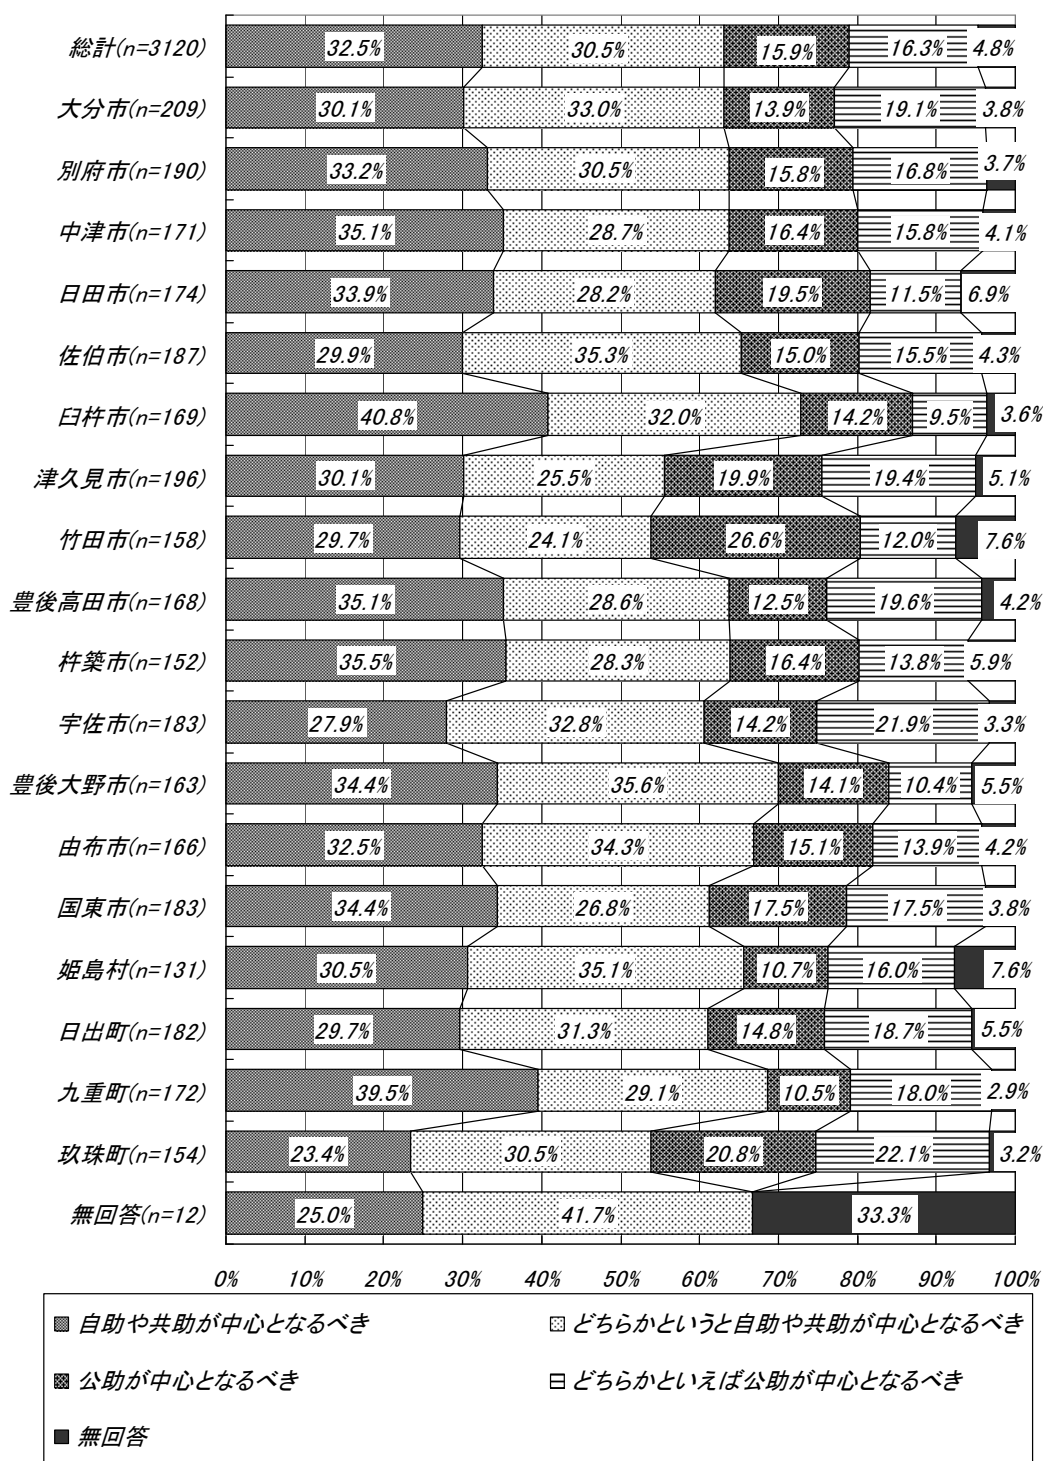 総計(n=3120) 32.5% 30.5% 15.9% 16.3% 4.8%
大分市(n=209) 30.1% 33.0% 13.9% 19.1% 3.8%
別府市(n=190) 33.2% 30.5% 15.8% 16.8% 3.7%
中津市(n=171) 35.1% 28.7% 16.4% 15.8% 4.1%
日田市(n=174) 33.9% 28.2% 19.5% 11.5% 6.9%
佐伯市(n=187) 29.9% 35.3% 15.0% 15.5% 4.3%
臼杵市(n=169) 40.8% 32.0% 14.2% 9.5% 3.6%
津久見市(n=196) 30.1% 25.5% 19.9% 19.4% 5.1%
竹田市(n=158) 29.7% 24.1% 26.6% 12.0% 7.6%
豊後高田市(n=168) 35.1% 28.6% 12.5% 19.6% 4.2%
杵築市(n=152) 35.5% 28.3% 16.4% 13.8% 5.9%
宇佐市(n=183) 27.9% 32.8% 14.2% 21.9% 3.3%
豊後大野市(n=163) 34.4% 35.6% 14.1% 10.4% 5.5%
由布市(n=166) 32.5% 34.3% 15.1% 13.9% 4.2%
国東市(n=183) 34.4% 26.8% 17.5% 17.5% 3.8%
姫島村(n=131) 30.5% 35.1% 10.7% 16.0% 7.6%
日出町(n=182) 29.7% 31.3% 14.8% 18.7% 5.5%
九重町(n=172) 39.5% 29.1% 10.5% 18.0% 2.9%
玖珠町(n=154) 23.4% 30.5% 20.8% 22.1% 3.2%
無回答(n=12) 25.0% 41.7% 33.3%
0% 10% 20% 30% 40% 50% 60% 70% 80% 90% 100%
自助や共助が中心となるべき どちらかというと自助や共助が中心となるべき
公助が中心となるべき どちらかといえば公助が中心となるべき
無回答